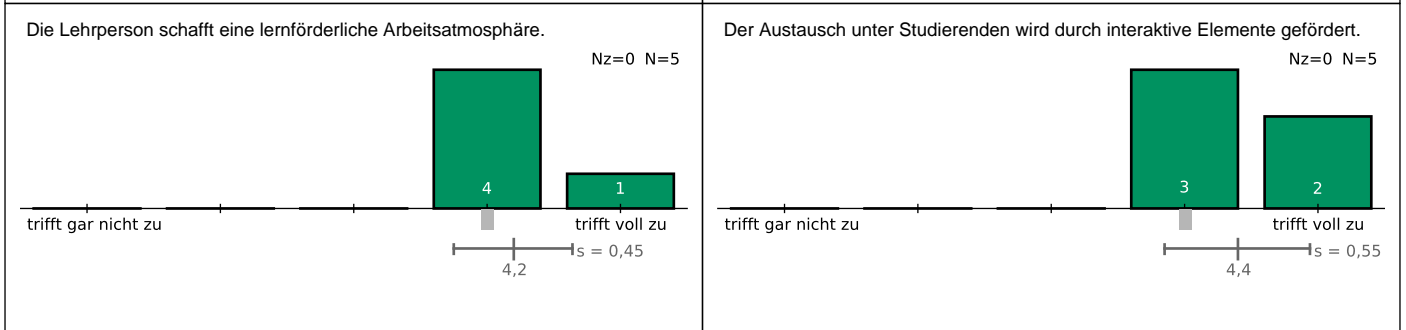 Die Lehrperson schafft eine lernförderliche Arbeitsatmosphäre.
Nz=0 N=5
4
1
trifft gar nicht zu
trifft voll zu
s = 0,45
4,2
Der Austausch unter Studierenden wird durch interaktive Elemente gefördert.
Nz=0 N=5
3
2
trifft gar nicht zu
trifft voll zu
s = 0,55
4,4